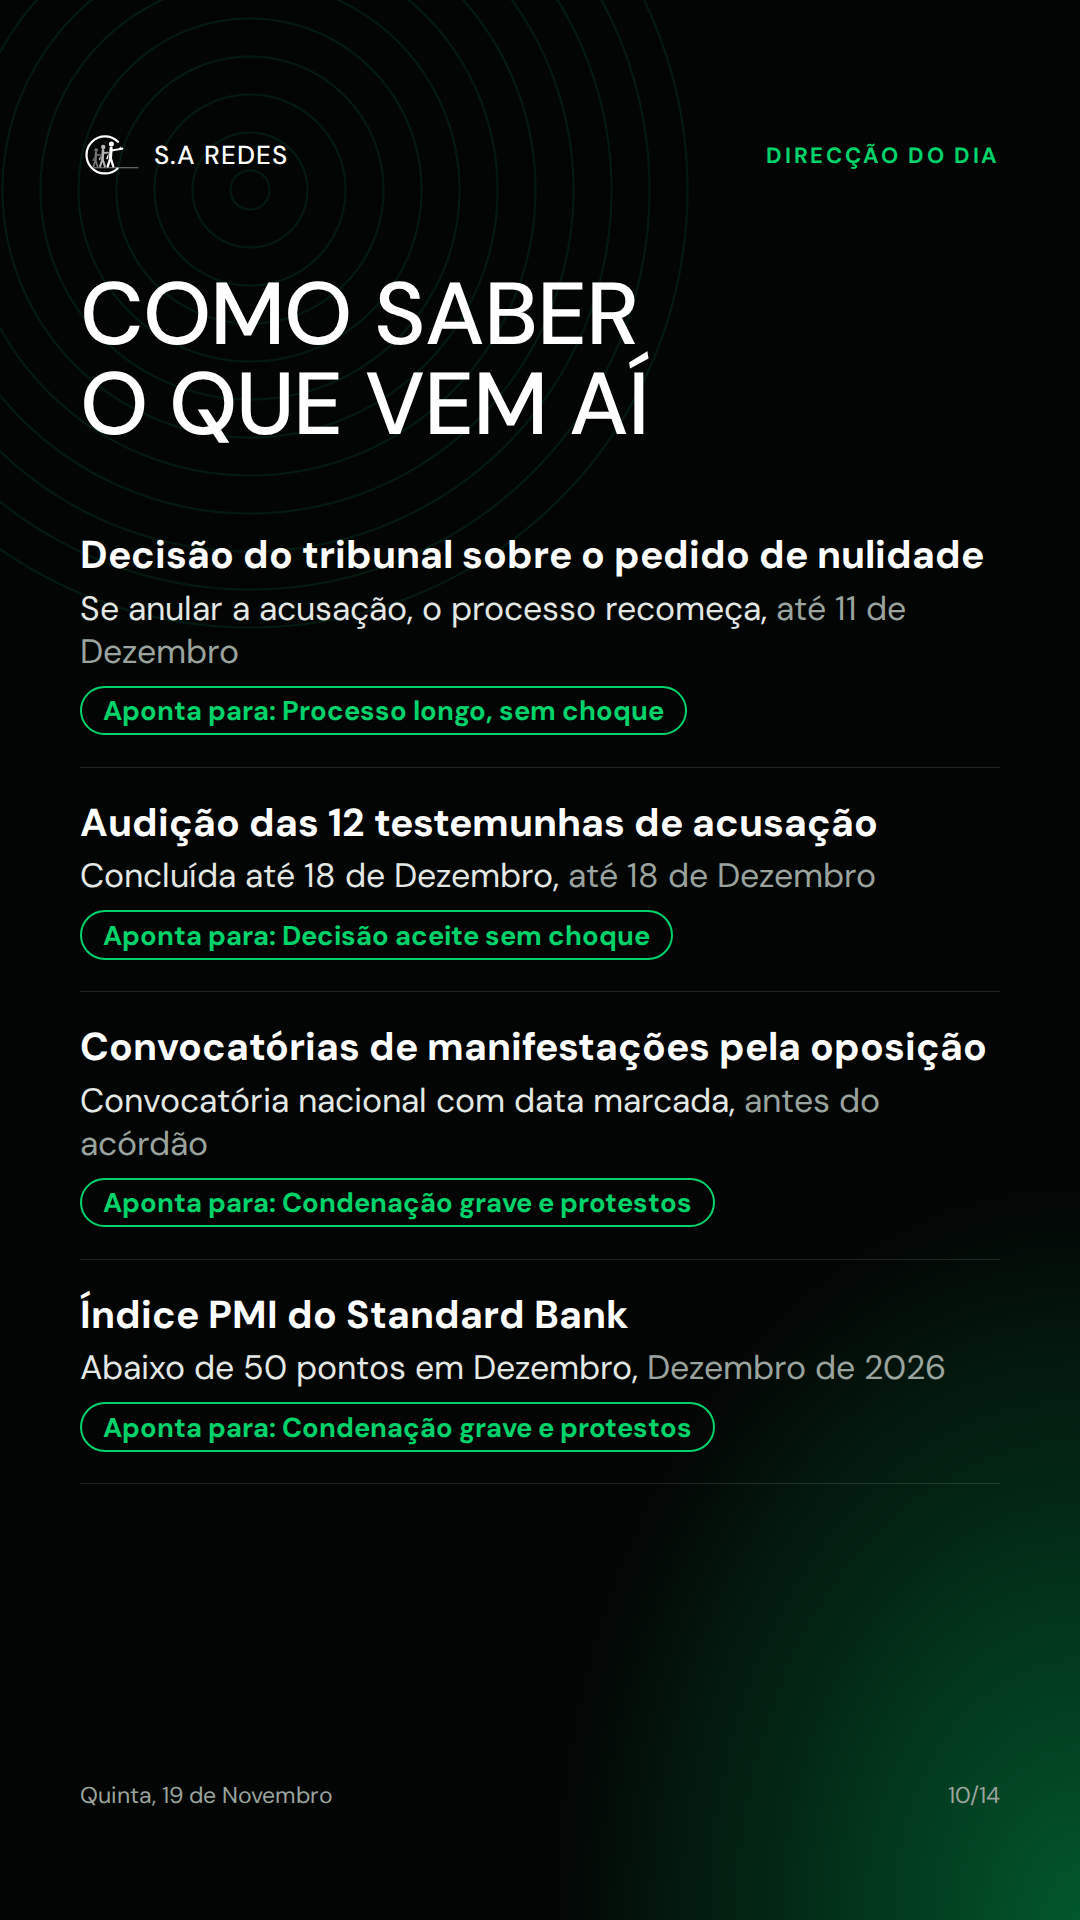 S.A REDES
DIRECÇÃO DO DIA
COMO SABER
O QUE VEM AÍ
Decisão do tribunal sobre o pedido de nulidade
Se anular a acusação, o processo recomeça, até 11 de
Dezembro
Aponta para: Processo longo, sem choque
Audição das 12 testemunhas de acusação
Concluída até 18 de Dezembro, até 18 de Dezembro
Aponta para: Decisão aceite sem choque
Convocatórias de manifestações pela oposição
Convocatória nacional com data marcada, antes do
acórdão
Aponta para: Condenação grave e protestos
Índice PMI do Standard Bank
Abaixo de 50 pontos em Dezembro, Dezembro de 2026
Aponta para: Condenação grave e protestos
Quinta, 19 de Novembro
10/14